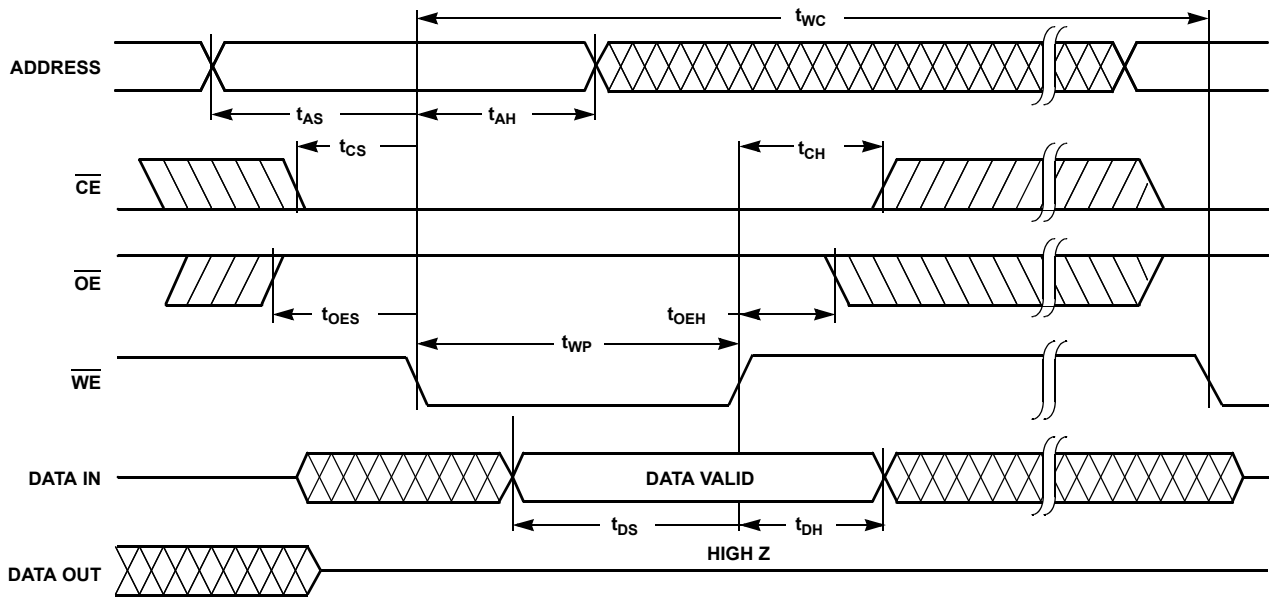 tWC
ADDRESS
tAS
tAH
tCS
tCH
CE
OE
tOES
tOEH
tWP
WE
DATA IN
DATA VALID
tDS
tDH
HIGH Z
DATA OUT